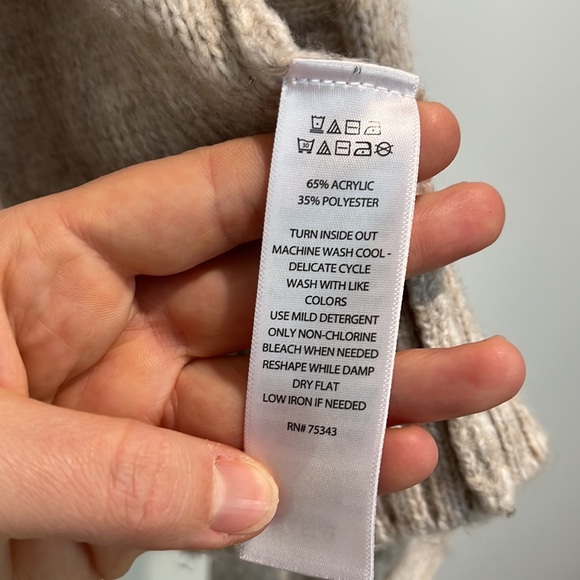 30
65% ACRYLIC
35% POLYESTER
TURN INSIDE OUT
MACHINE WASH COOL -
DELICATE CYCLE
WASH WITH LIKE
COLORS
USE MILD DETERGENT
ONLY NON-CHLORINE
BLEACH WHEN NEEDED
RESHAPE WHILE DAMP
DRY FLAT
LOW IRON IF NEEDED
RN# 75343